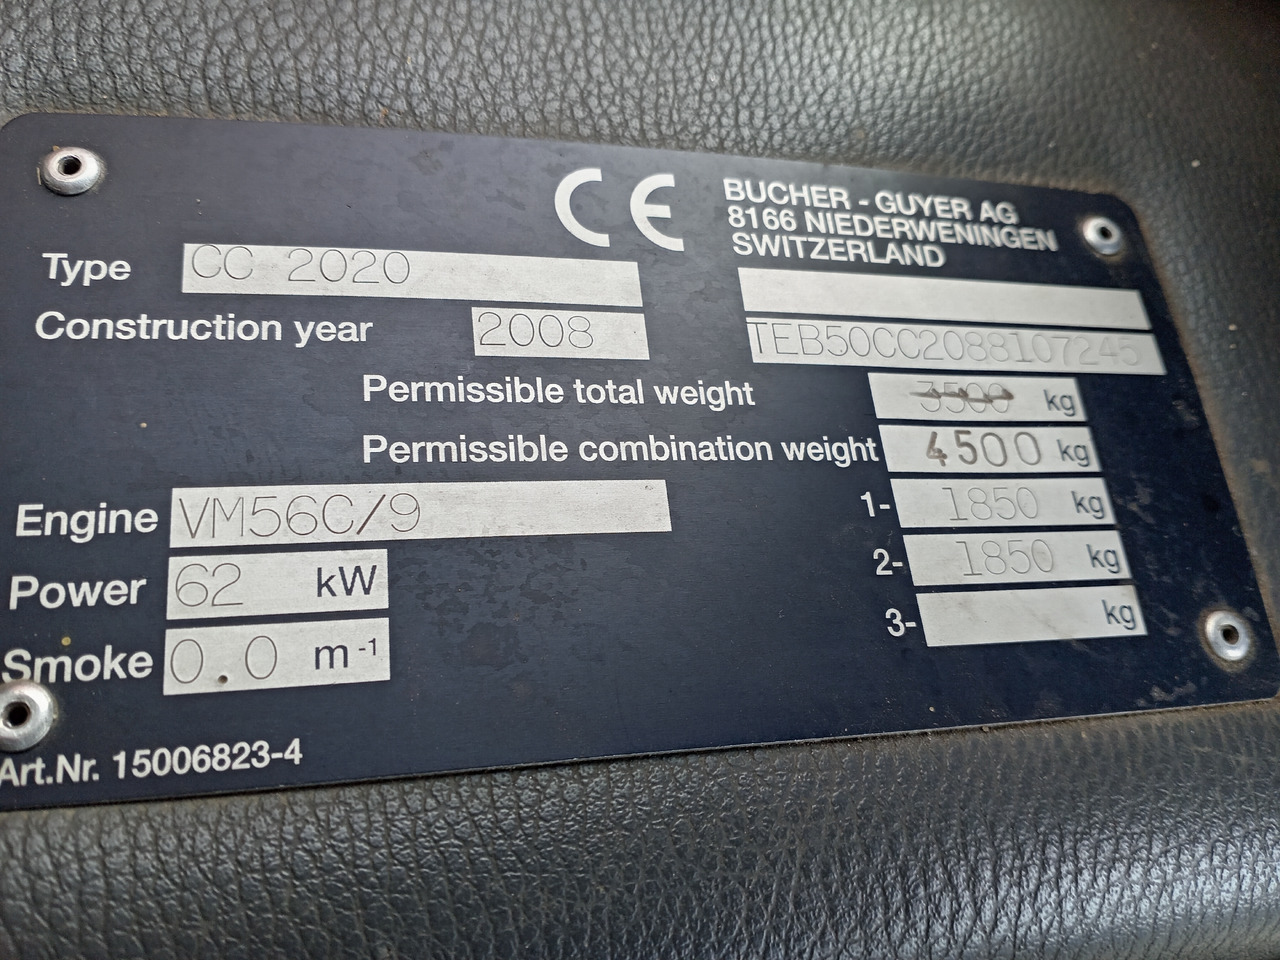 CE
BUCHER - GUYER AG
8166 NIEDERWENINGEN
SWITZERLAND
Type CC 2020
Construction year 2008
TEB50CC2088107245
Permissible total weight 3500 kg
Permissible combination weight 4500 kg
1- 1850 kg
2- 1850 kg
3- kg
Engine VM56C/9
Power 62 kW
Smoke 0.0 m-1
Art.Nr. 15006823-4